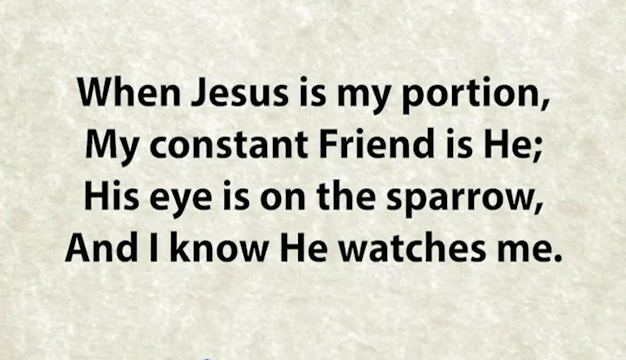 When Jesus is my portion,
My constant Friend is He;
His eye is on the sparrow,
And I know He watches me.